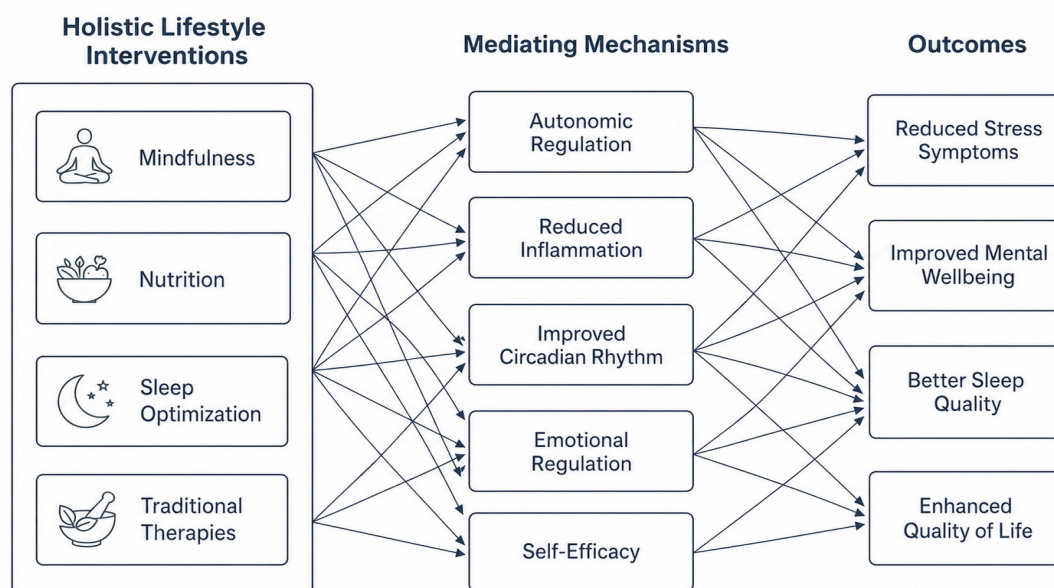 Holistic Lifestyle
Interventions
Mindfulness
Nutrition
Sleep
Optimization
Traditional
Therapies
Mediating Mechanisms
Autonomic
Regulation
Reduced
Inflammation
Improved
Circadian Rhythm
Emotional
Regulation
Self-Efficacy
Outcomes
Reduced Stress
Symptoms
Improved Mental
Wellbeing
Better Sleep
Quality
Enhanced
Quality of Life